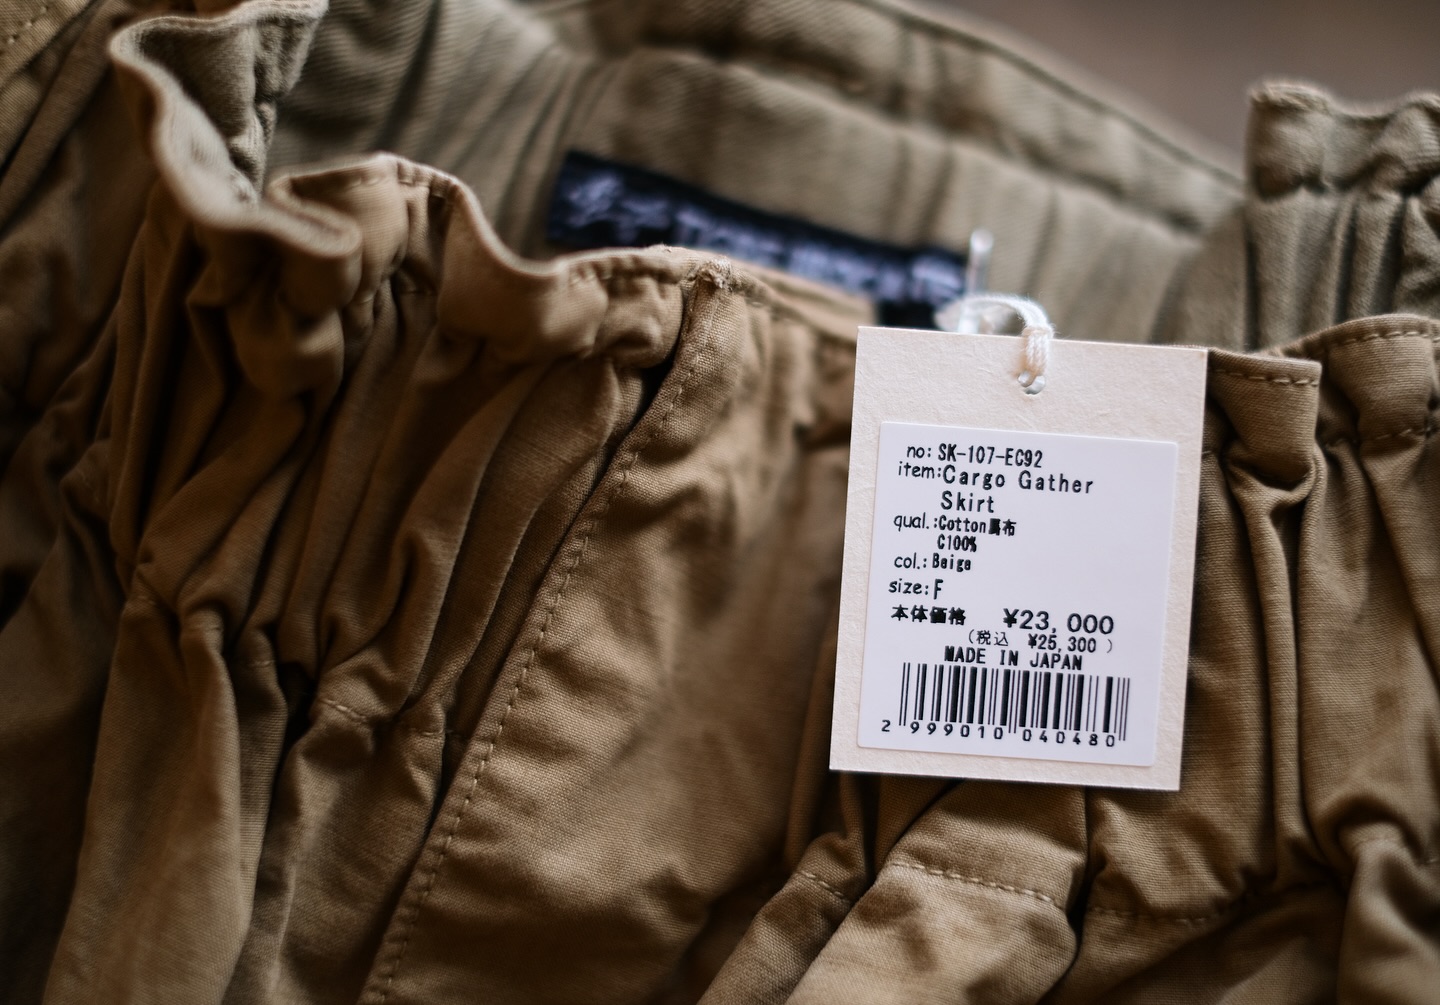 no: SK-107-EC92
item:Cargo Gather
Skirt
qual.:Cotton馬布
C100%
col.: Beige
size: F
本体価格 ¥23,000
(税込 ¥25,300 )
MADE IN JAPAN
2 999010 040480